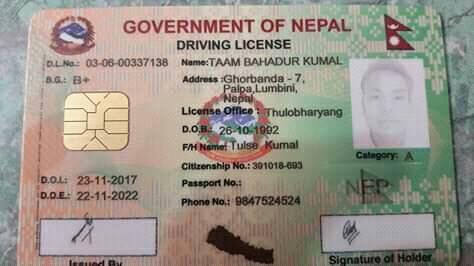 GOVERNMENT OF NEPAL
DRIVING LICENSE
D.L.No.: 03-06-00337138
Name: TAAM BAHADUR KUMAL
B.G.: B+
Address : Ghorbanda - 7,
Palpa,Lumbini,
Nepal
License Office : Thulobharyang
D.O.B.: 26-10-1992
F/H Name: Tulse Kumal
Citizenship No.: 391018-693
Category: A
D.O.I.: 23-11-2017
Passport No.:
NEP
D.O.E.: 22-11-2022
Phone No.: 9847524524
Issued By
Signature of Holder